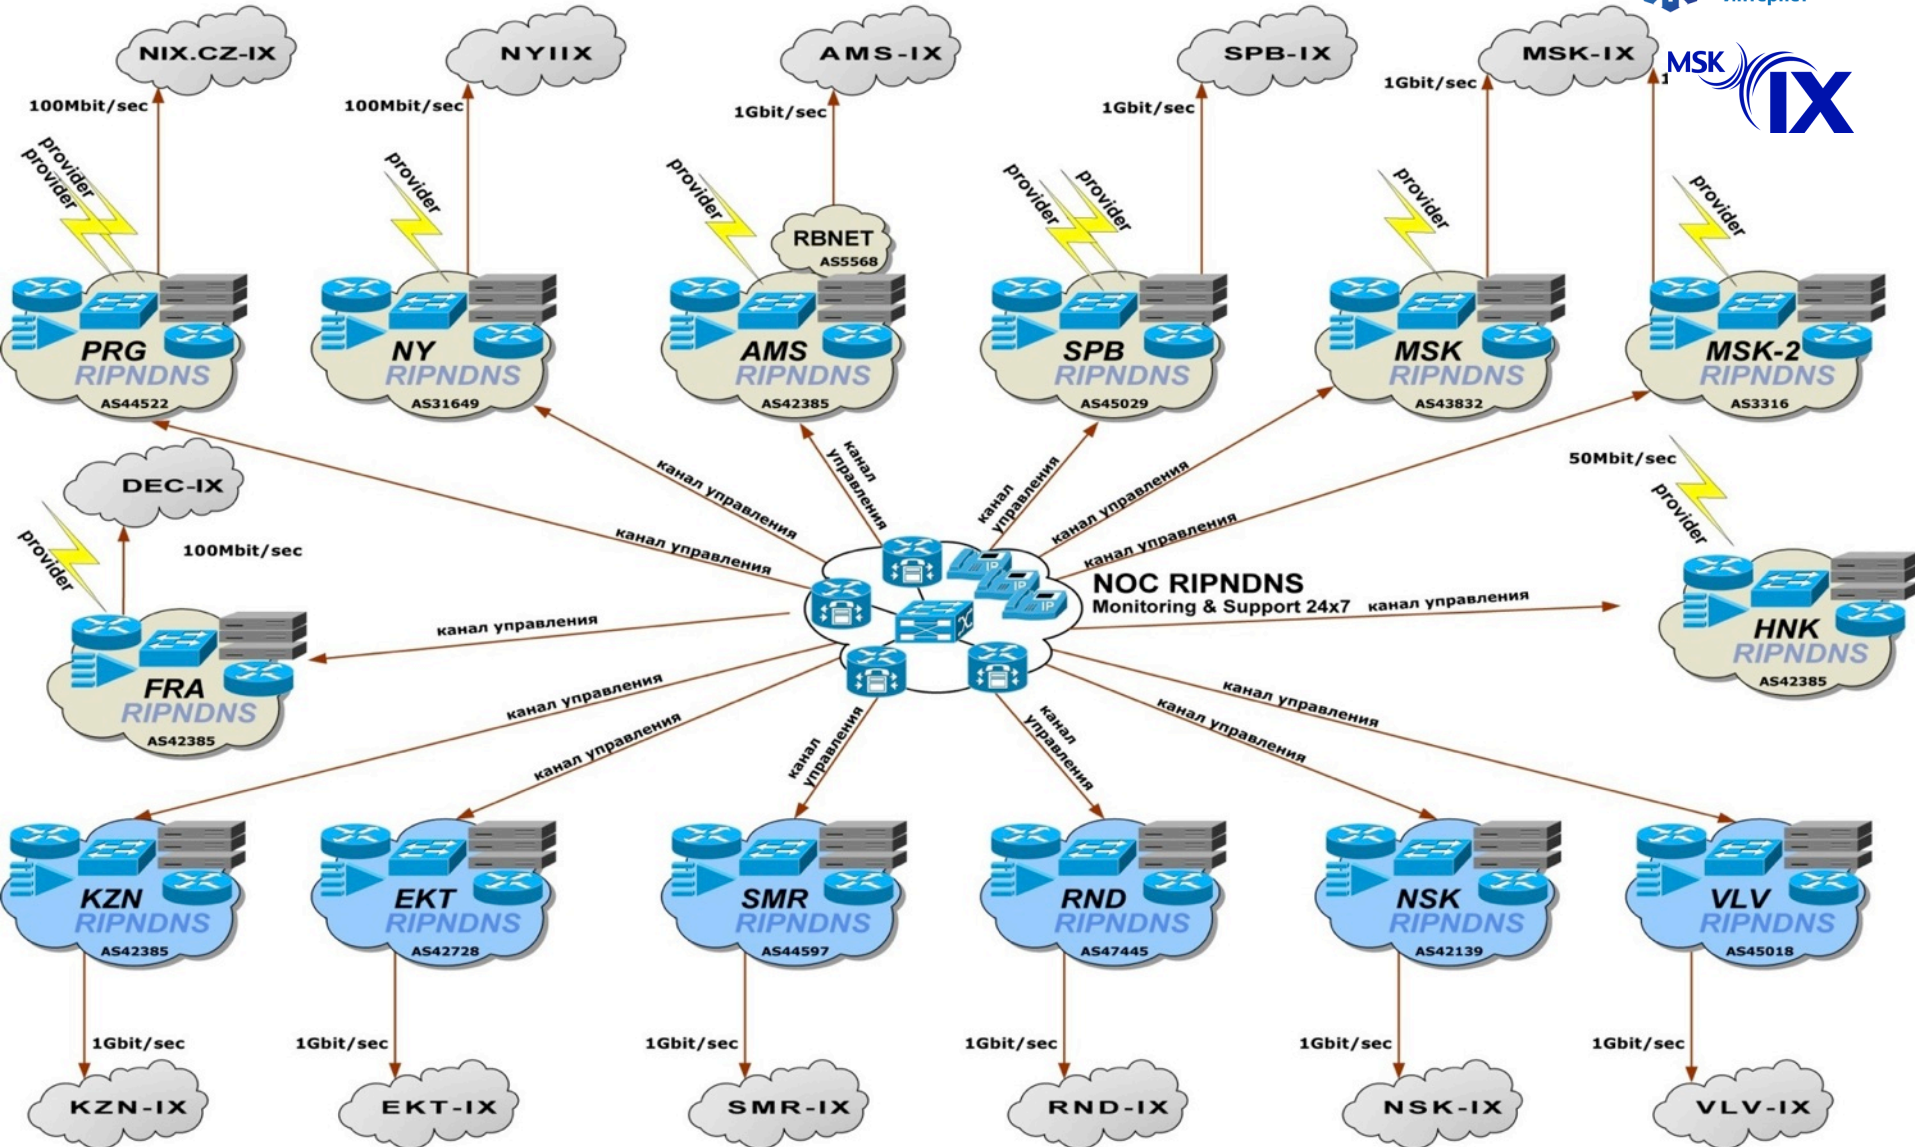 NIX.CZ-IX
NYIIX
AMS-IX
SPB-IX
MSK-IX
MSK
IX
100Mbit/sec
100Mbit/sec
1Gbit/sec
1Gbit/sec
1Gbit/sec
1
provider
provider
provider
provider
provider
provider
provider
provider
RBNET
AS5568
PRG
RIPNDNS
AS44522
NY
RIPNDNS
AS31649
AMS
RIPNDNS
AS42385
SPB
RIPNDNS
AS45029
MSK
RIPNDNS
AS43832
MSK-2
RIPNDNS
AS3316
DEC-IX
100Mbit/sec
provider
FRA
RIPNDNS
AS42385
50Mbit/sec
provider
HNK
RIPNDNS
AS42385
канал управления
канал управления
канал
управления
канал
управления
канал управления
канал управления
IP
IP
IP
NOC RIPNDNS
Monitoring & Support 24x7
канал управления
канал управления
канал управления
канал управления
канал
управления
канал
управления
канал управления
канал управления
KZN
RIPNDNS
AS42385
EKT
RIPNDNS
AS42728
SMR
RIPNDNS
AS44597
RND
RIPNDNS
AS47445
NSK
RIPNDNS
AS42139
VLV
RIPNDNS
AS45018
1Gbit/sec
1Gbit/sec
1Gbit/sec
1Gbit/sec
1Gbit/sec
1Gbit/sec
KZN-IX
EKT-IX
SMR-IX
RND-IX
NSK-IX
VLV-IX